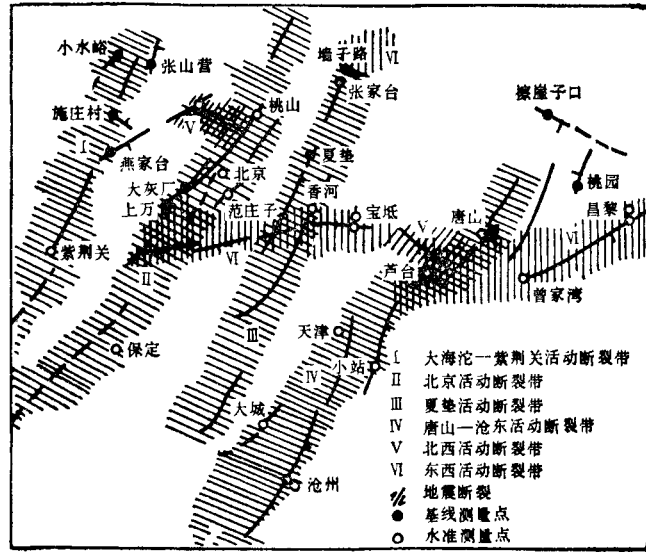 小水峪
张山营
墙子路
VI
张家台
擦崖子口
施庄村
V
桃山
I
燕家台
夏垫
北京
大灰厂
香河
桃园
上万
范庄子
宝坻
V
唐山
昌黎
紫荆关
II
VI
芦台
VI
曾家湾
III
天津
保定
小站
IV
大城
沧州
I 大海沱—紫荆关活动断裂带
II 北京活动断裂带
III 夏垫活动断裂带
IV 唐山—沧东活动断裂带
V 北西活动断裂带
VI 东西活动断裂带
地震断裂
基线测量点
水准测量点